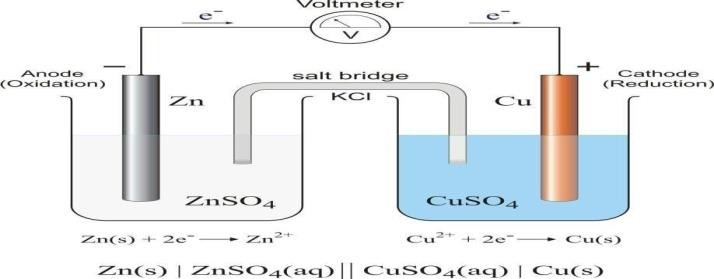 Voltmeter
e⁻ e⁻
V
− +
Anode
(Oxidation)
Zn
salt bridge
KCl
Cu
Cathode
(Reduction)
ZnSO₄ CuSO₄
Zn(s) + 2e⁻ ⟶ Zn²⁺ Cu²⁺ + 2e⁻ ⟶ Cu(s)
Zn(s) | ZnSO₄(aq) || CuSO₄(aq) | Cu(s)